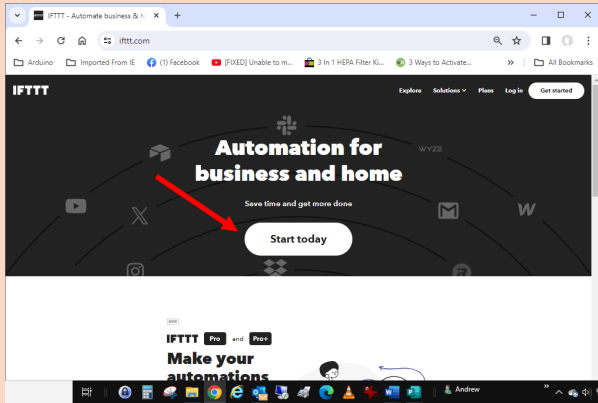 IFTTT - Automate business & h
ifttt.com
Arduino
Imported From IE
(1) Facebook
[FIXED] Unable to m...
3 In 1 HEPA Filter Ki...
3 Ways to Activate...
»
All Bookmarks
IFTTT
Explore
Solutions
Plans
Log in
Get started
WYZE
Automation for
business and home
Save time and get more done
Start today
NEW
IFTTT Pro and Pro+
Make your
automations
Andrew
»